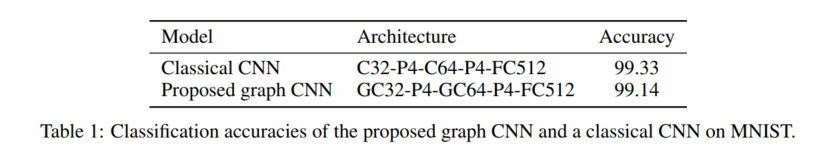 Model Architecture Accuracy
Classical CNN C32-P4-C64-P4-FC512 99.33
Proposed graph CNN GC32-P4-GC64-P4-FC512 99.14
Table 1: Classification accuracies of the proposed graph CNN and a classical CNN on MNIST.